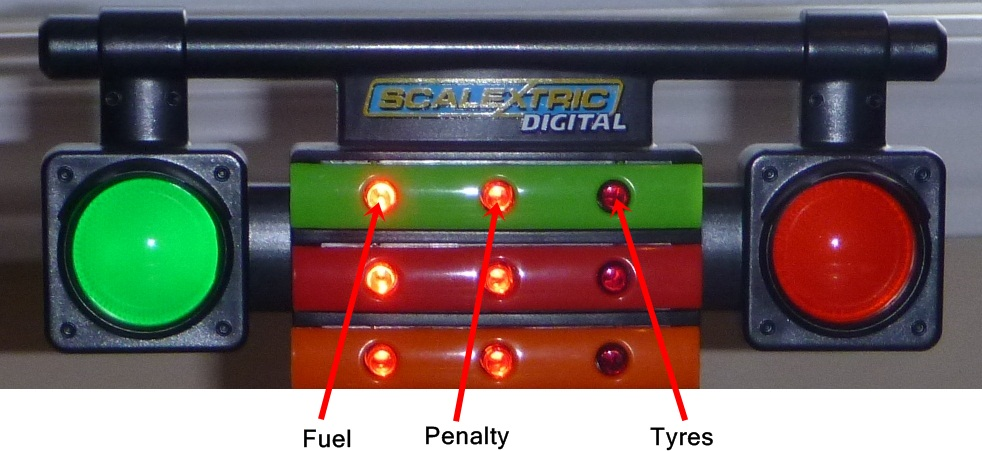 SCALEXTRIC
DIGITAL
Fuel Penalty Tyres